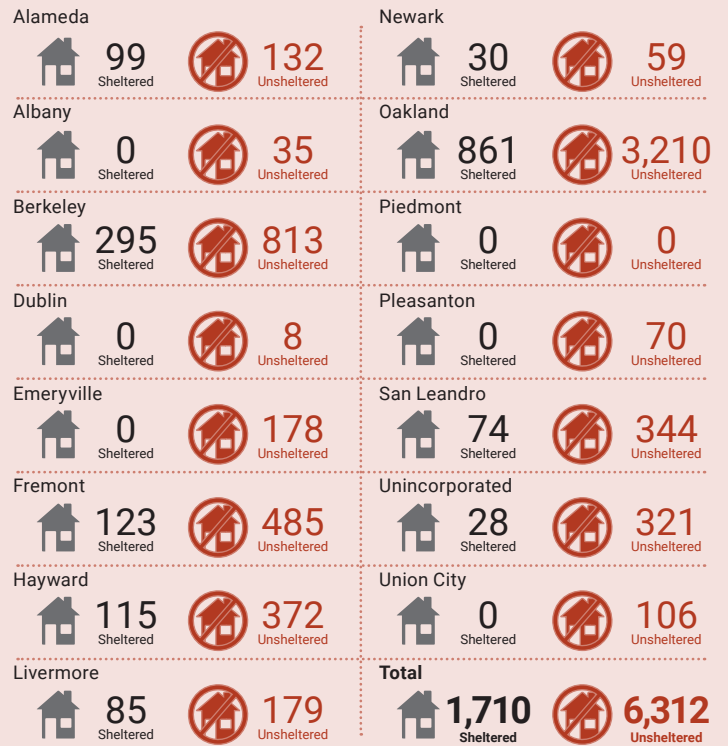 Alameda
99
132
Sheltered
Unsheltered
Albany
0
35
Sheltered
Unsheltered
Berkeley
295
813
Sheltered
Unsheltered
Dublin
0
8
Sheltered
Unsheltered
Emeryville
0
178
Sheltered
Unsheltered
Fremont
123
485
Sheltered
Unsheltered
Hayward
115
372
Sheltered
Unsheltered
Livermore
85
179
Sheltered
Unsheltered
Newark
30
59
Sheltered
Unsheltered
Oakland
861
3,210
Sheltered
Unsheltered
Piedmont
0
0
Sheltered
Unsheltered
Pleasanton
0
70
Sheltered
Unsheltered
San Leandro
74
344
Sheltered
Unsheltered
Unincorporated
28
321
Sheltered
Unsheltered
Union City
0
106
Sheltered
Unsheltered
Total
1,710
6,312
Sheltered
Unsheltered